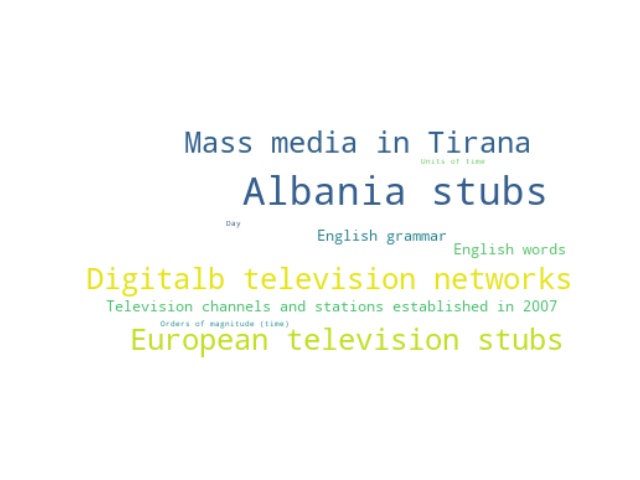 Mass media in Tirana
Units of time
Albania stubs
Day
English grammar
English words
Digitalb television networks
Television channels and stations established in 2007
Orders of magnitude (time)
European television stubs